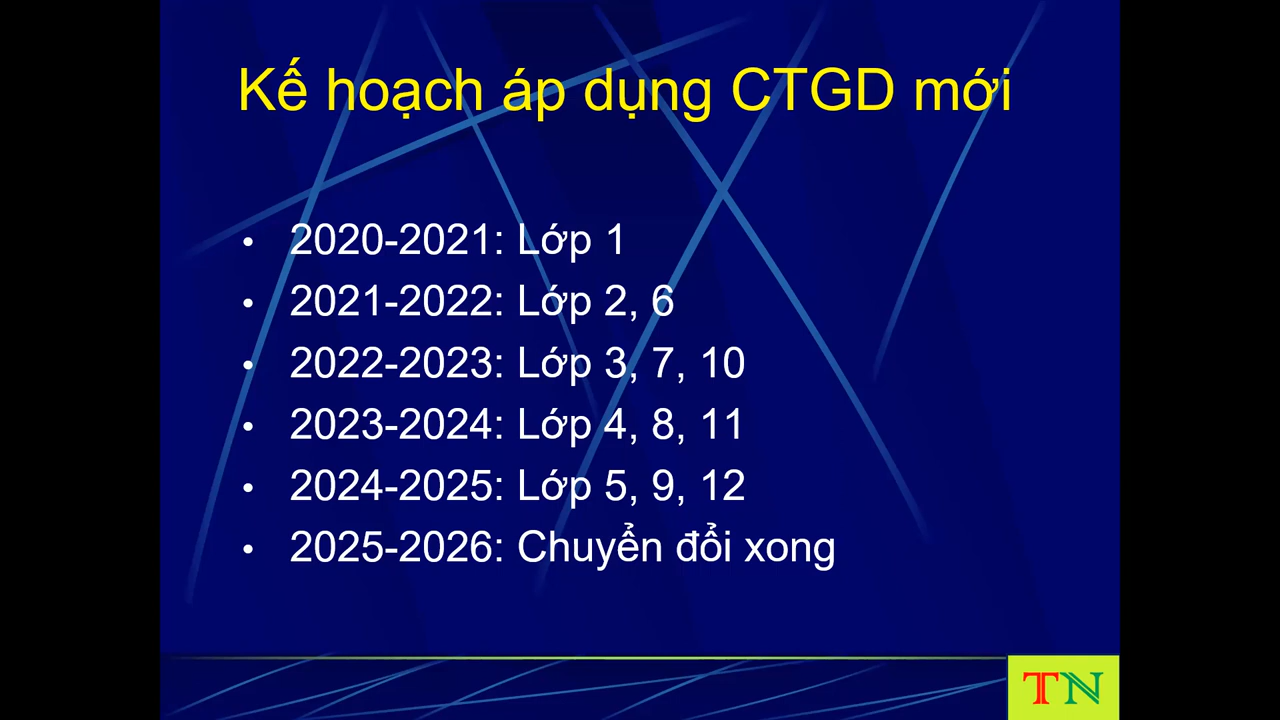 Kế hoạch áp dụng CTGD mới
• 2020-2021: Lớp 1
• 2021-2022: Lớp 2, 6
• 2022-2023: Lớp 3, 7, 10
• 2023-2024: Lớp 4, 8, 11
• 2024-2025: Lớp 5, 9, 12
• 2025-2026: Chuyển đổi xong
TN